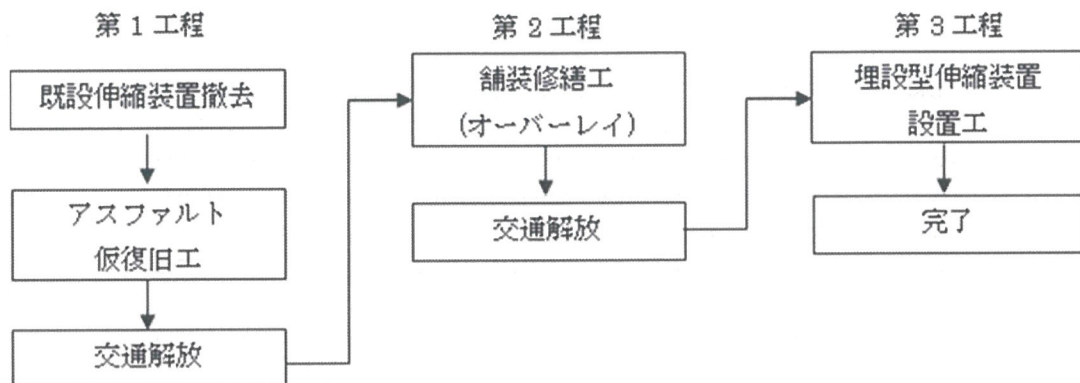 第1工程
既設伸縮装置撤去
アスファルト
仮復旧工
交通解放
第2工程
舗装修繕工
(オーバーレイ)
交通解放
第3工程
埋設型伸縮装置
設置工
完了